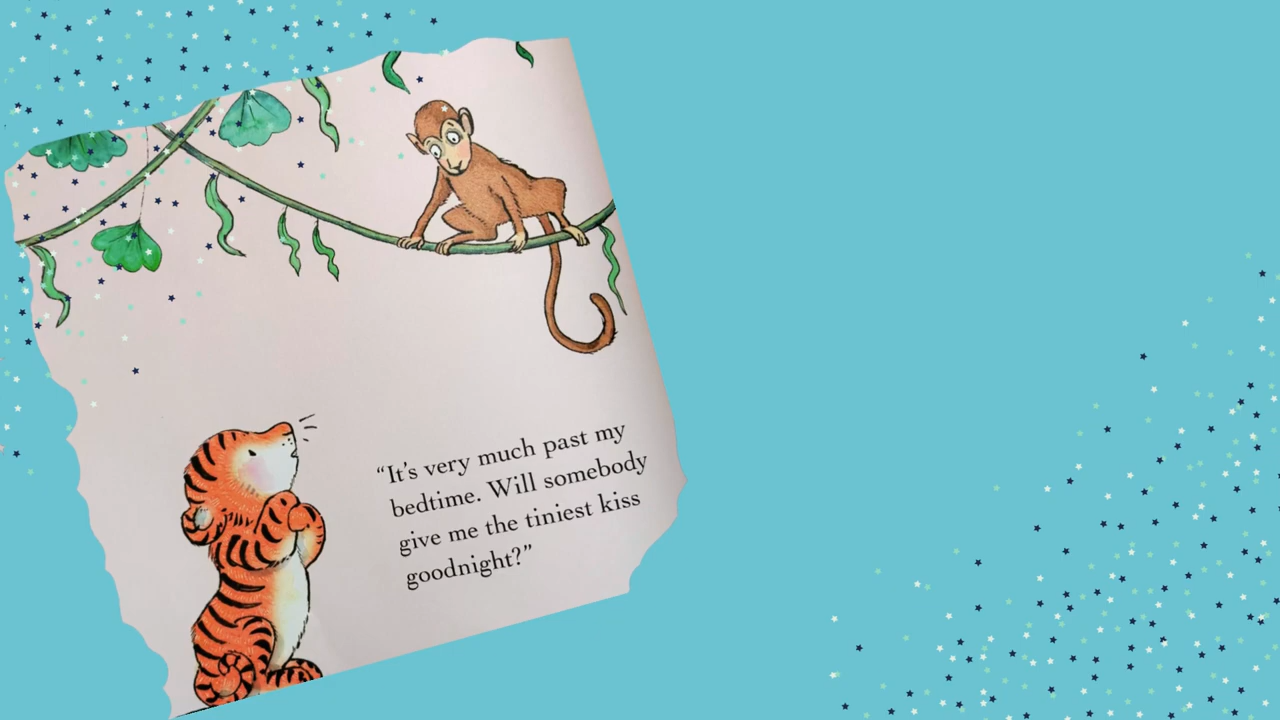 “It’s very much past my
bedtime. Will somebody
give me the tiniest kiss
goodnight?”